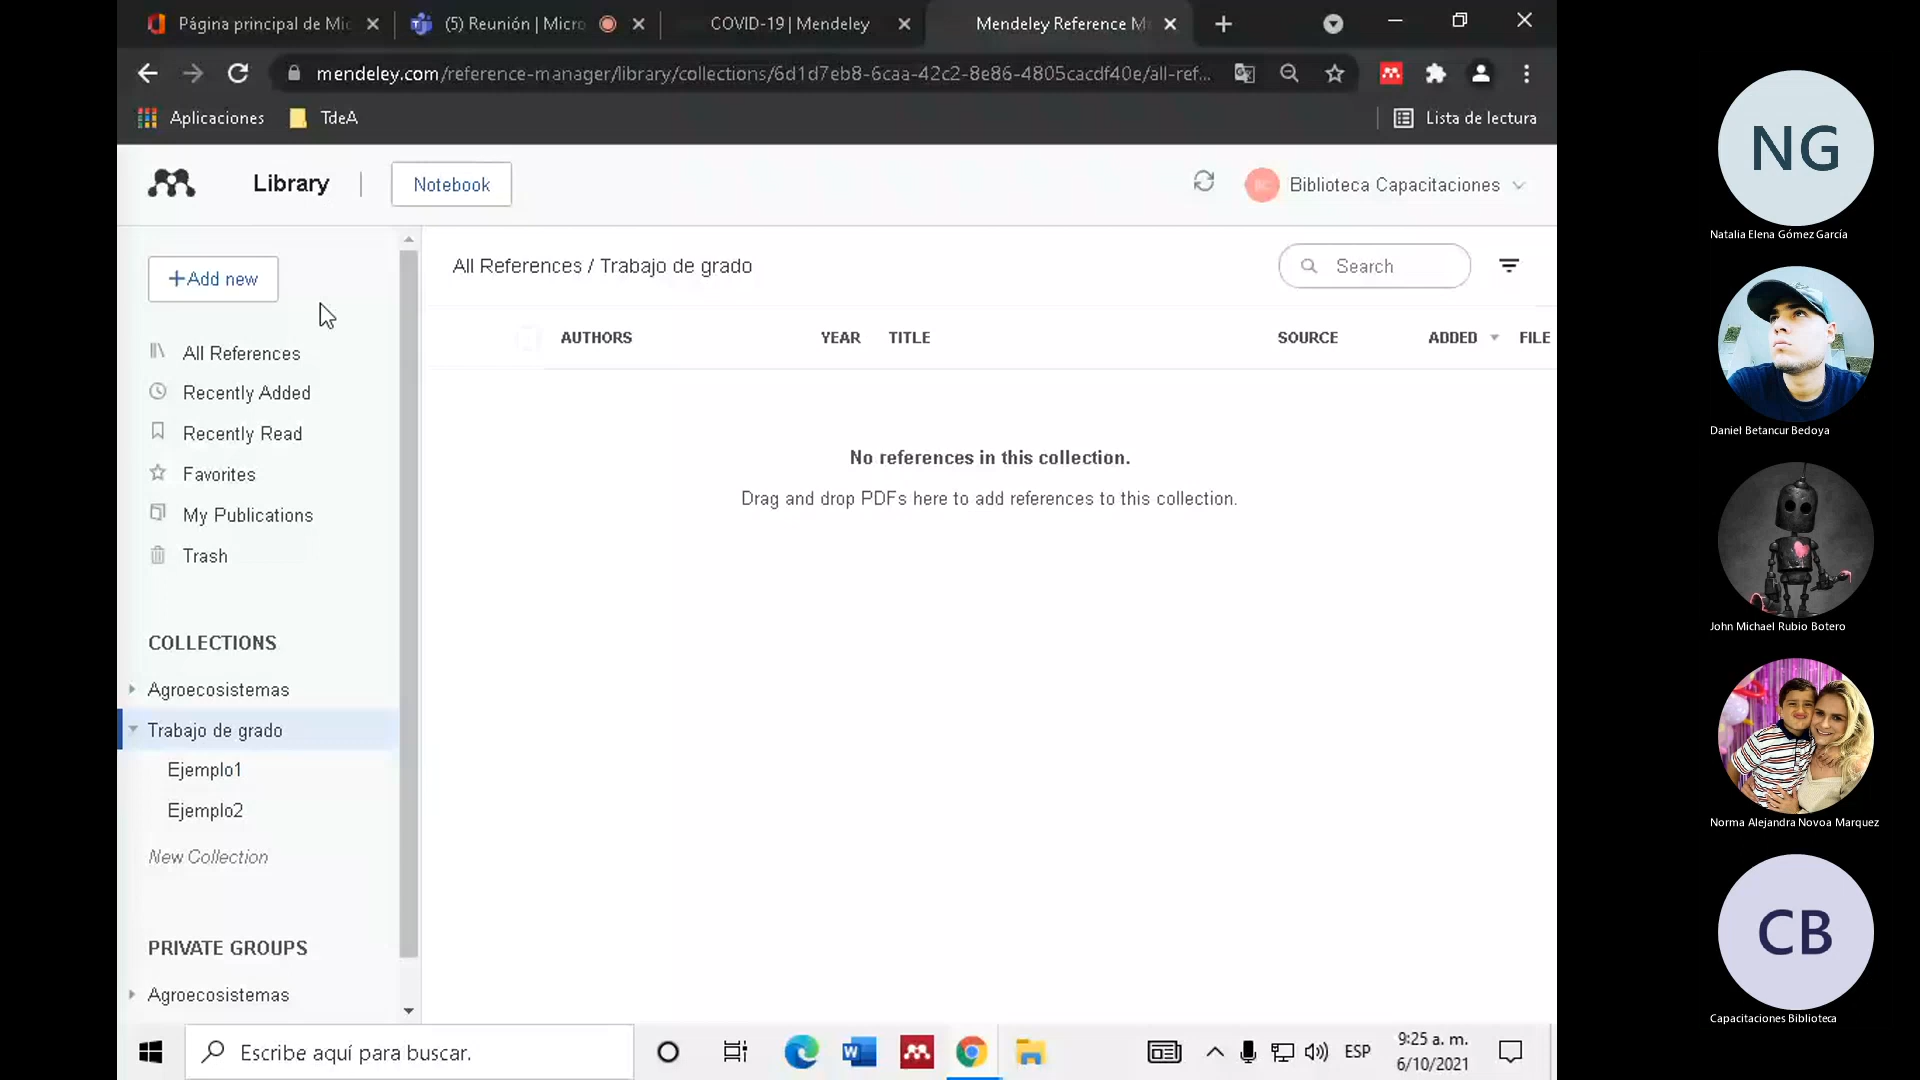 Página principal de Mic
(5) Reunión | Micro
COVID-19 | Mendeley
Mendeley Reference M
mendeley.com/reference-manager/library/collections/6d1d7eb8-6caa-42c2-8e86-4805cacdf40e/all-ref...
Aplicaciones
TdeA
Lista de lectura
Library
Notebook
Biblioteca Capacitaciones
+Add new
All References / Trabajo de grado
Search
All References
Recently Added
Recently Read
Favorites
My Publications
Trash
AUTHORS YEAR TITLE SOURCE ADDED FILE
No references in this collection.
Drag and drop PDFs here to add references to this collection.
COLLECTIONS
Agroecosistemas
Trabajo de grado
Ejemplo1
Ejemplo2
New Collection
PRIVATE GROUPS
Agroecosistemas
Escribe aquí para buscar.
ESP
9:25 a. m.
6/10/2021
NG
Natalia Elena Gómez García
Daniel Betancur Bedoya
John Michael Rubio Botero
Norma Alejandra Novoa Marquez
CB
Capacitaciones Biblioteca